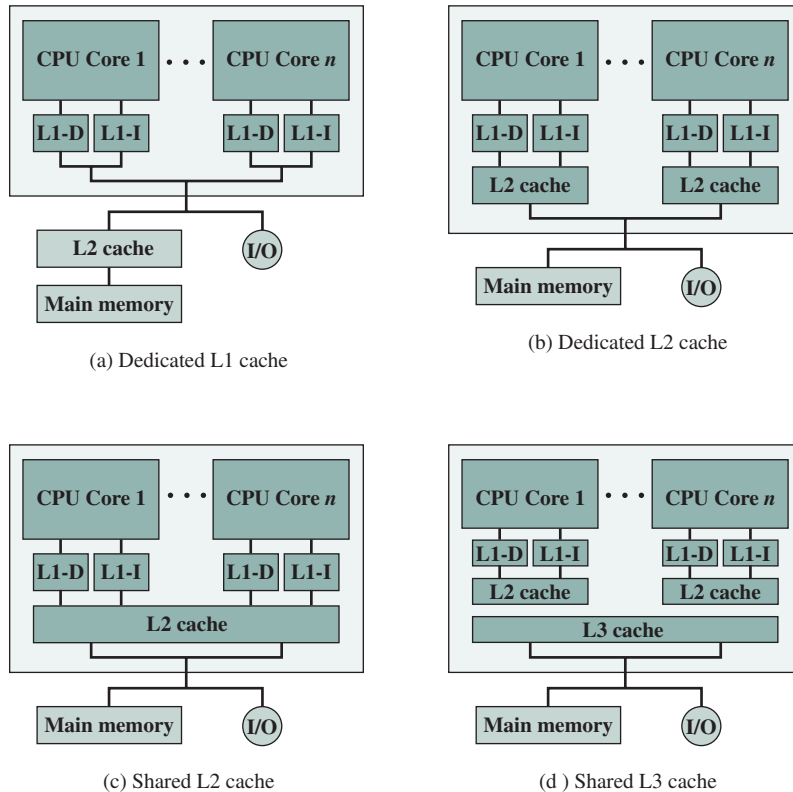 CPU Core 1 • • • CPU Core n
L1-D L1-I L1-D L1-I
L2 cache I/O
Main memory
(a) Dedicated L1 cache
CPU Core 1 • • • CPU Core n
L1-D L1-I L1-D L1-I
L2 cache L2 cache
Main memory I/O
(b) Dedicated L2 cache
CPU Core 1 • • • CPU Core n
L1-D L1-I L1-D L1-I
L2 cache
Main memory I/O
(c) Shared L2 cache
CPU Core 1 • • • CPU Core n
L1-D L1-I L1-D L1-I
L2 cache L2 cache
L3 cache
Main memory I/O
(d ) Shared L3 cache